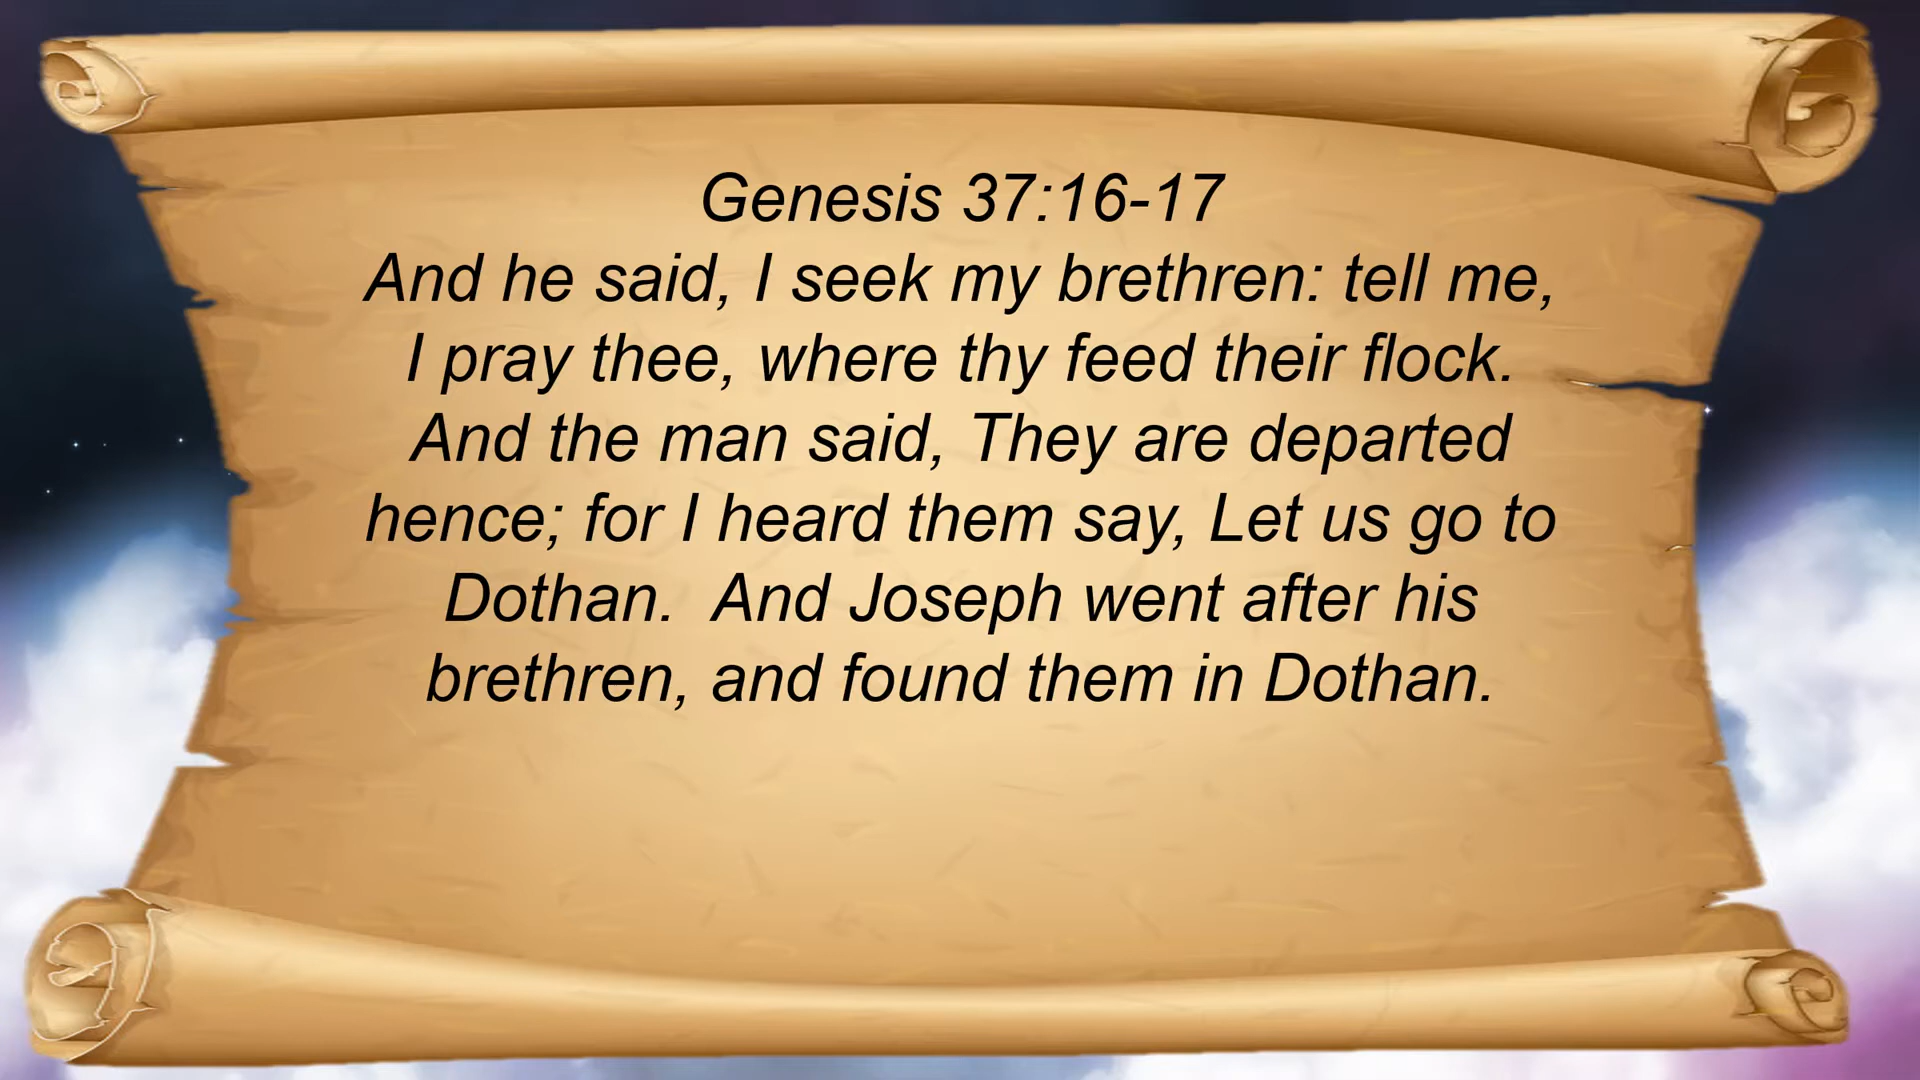 Genesis 37:16-17
And he said, I seek my brethren: tell me,
I pray thee, where thy feed their flock.
And the man said, They are departed
hence; for I heard them say, Let us go to
Dothan.  And Joseph went after his
brethren, and found them in Dothan.